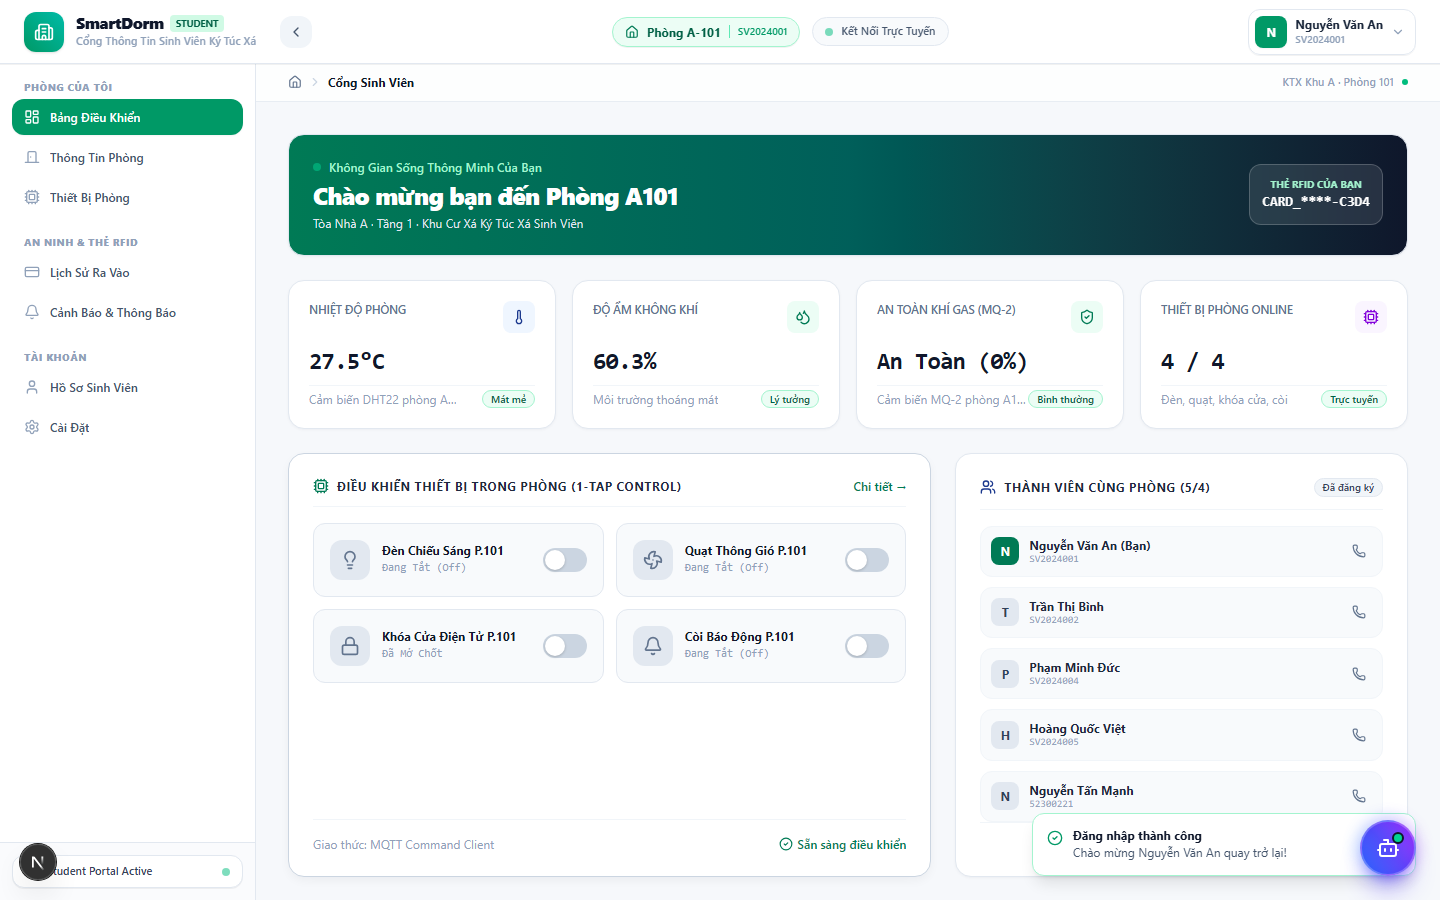 SmartDorm STUDENT
Cổng Thông Tin Sinh Viên Ký Túc Xá
Phòng A-101 SV2024001
Kết Nối Trực Tuyến
N
Nguyễn Văn An
SV2024001
PHÒNG CỦA TÔI
Bảng Điều Khiển
Thông Tin Phòng
Thiết Bị Phòng
AN NINH & THẺ RFID
Lịch Sử Ra Vào
Cảnh Báo & Thông Báo
TÀI KHOẢN
Hồ Sơ Sinh Viên
Cài Đặt
N
tudent Portal Active
Cổng Sinh Viên
KTX Khu A · Phòng 101
Không Gian Sống Thông Minh Của Bạn
Chào mừng bạn đến Phòng A101
Tòa Nhà A · Tầng 1 · Khu Cư Xá Ký Túc Xá Sinh Viên
THẺ RFID CỦA BẠN
CARD_****-C3D4
NHIỆT ĐỘ PHÒNG
27.5°C
Cảm biến DHT22 phòng A...
Mát mẻ
ĐỘ ẨM KHÔNG KHÍ
60.3%
Môi trường thoáng mát
Lý tưởng
AN TOÀN KHÍ GAS (MQ-2)
An Toàn (0%)
Cảm biến MQ-2 phòng A1...
Bình thường
THIẾT BỊ PHÒNG ONLINE
4 / 4
Đèn, quạt, khóa cửa, còi
Trực tuyến
ĐIỀU KHIỂN THIẾT BỊ TRONG PHÒNG (1-TAP CONTROL)
Chi tiết →
Đèn Chiếu Sáng P.101
Đang Tắt (Off)
Quạt Thông Gió P.101
Đang Tắt (Off)
Khóa Cửa Điện Tử P.101
Đã Mở Chốt
Còi Báo Động P.101
Đang Tắt (Off)
Giao thức: MQTT Command Client
Sẵn sàng điều khiển
THÀNH VIÊN CÙNG PHÒNG (5/4)
Đã đăng ký
N
Nguyễn Văn An (Bạn)
SV2024001
T
Trần Thị Bình
SV2024002
P
Phạm Minh Đức
SV2024004
H
Hoàng Quốc Việt
SV2024005
N
Nguyễn Tấn Mạnh
52300221
Đăng nhập thành công
Chào mừng Nguyễn Văn An quay trở lại!